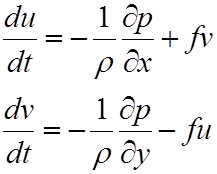 du/dt = −(1/ρ)(∂p/∂x) + fv
dv/dt = −(1/ρ)(∂p/∂y) − fu